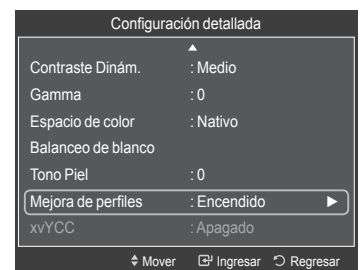 Configuración detallada
▲
Contraste Dinám. : Medio
Gamma : 0
Espacio de color : Nativo
Balanceo de blanco
Tono Piel : 0
Mejora de perfiles : Encendido ►
xvYCC : Apagado
Mover Ingresar Regresar